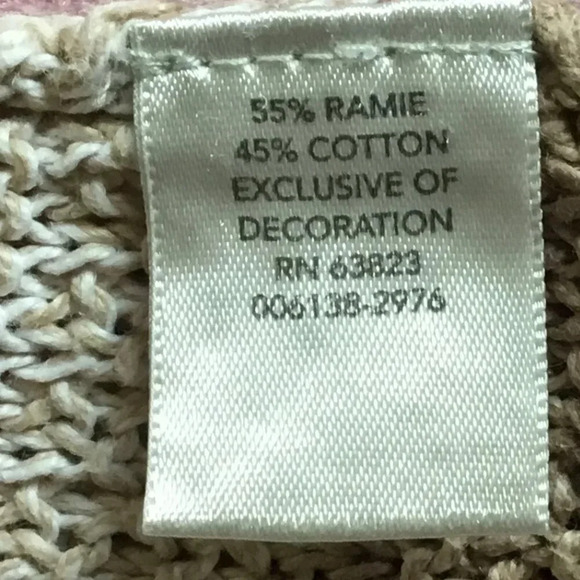 55% RAMIE
45% COTTON
EXCLUSIVE OF
DECORATION
RN 63823
006138-2976